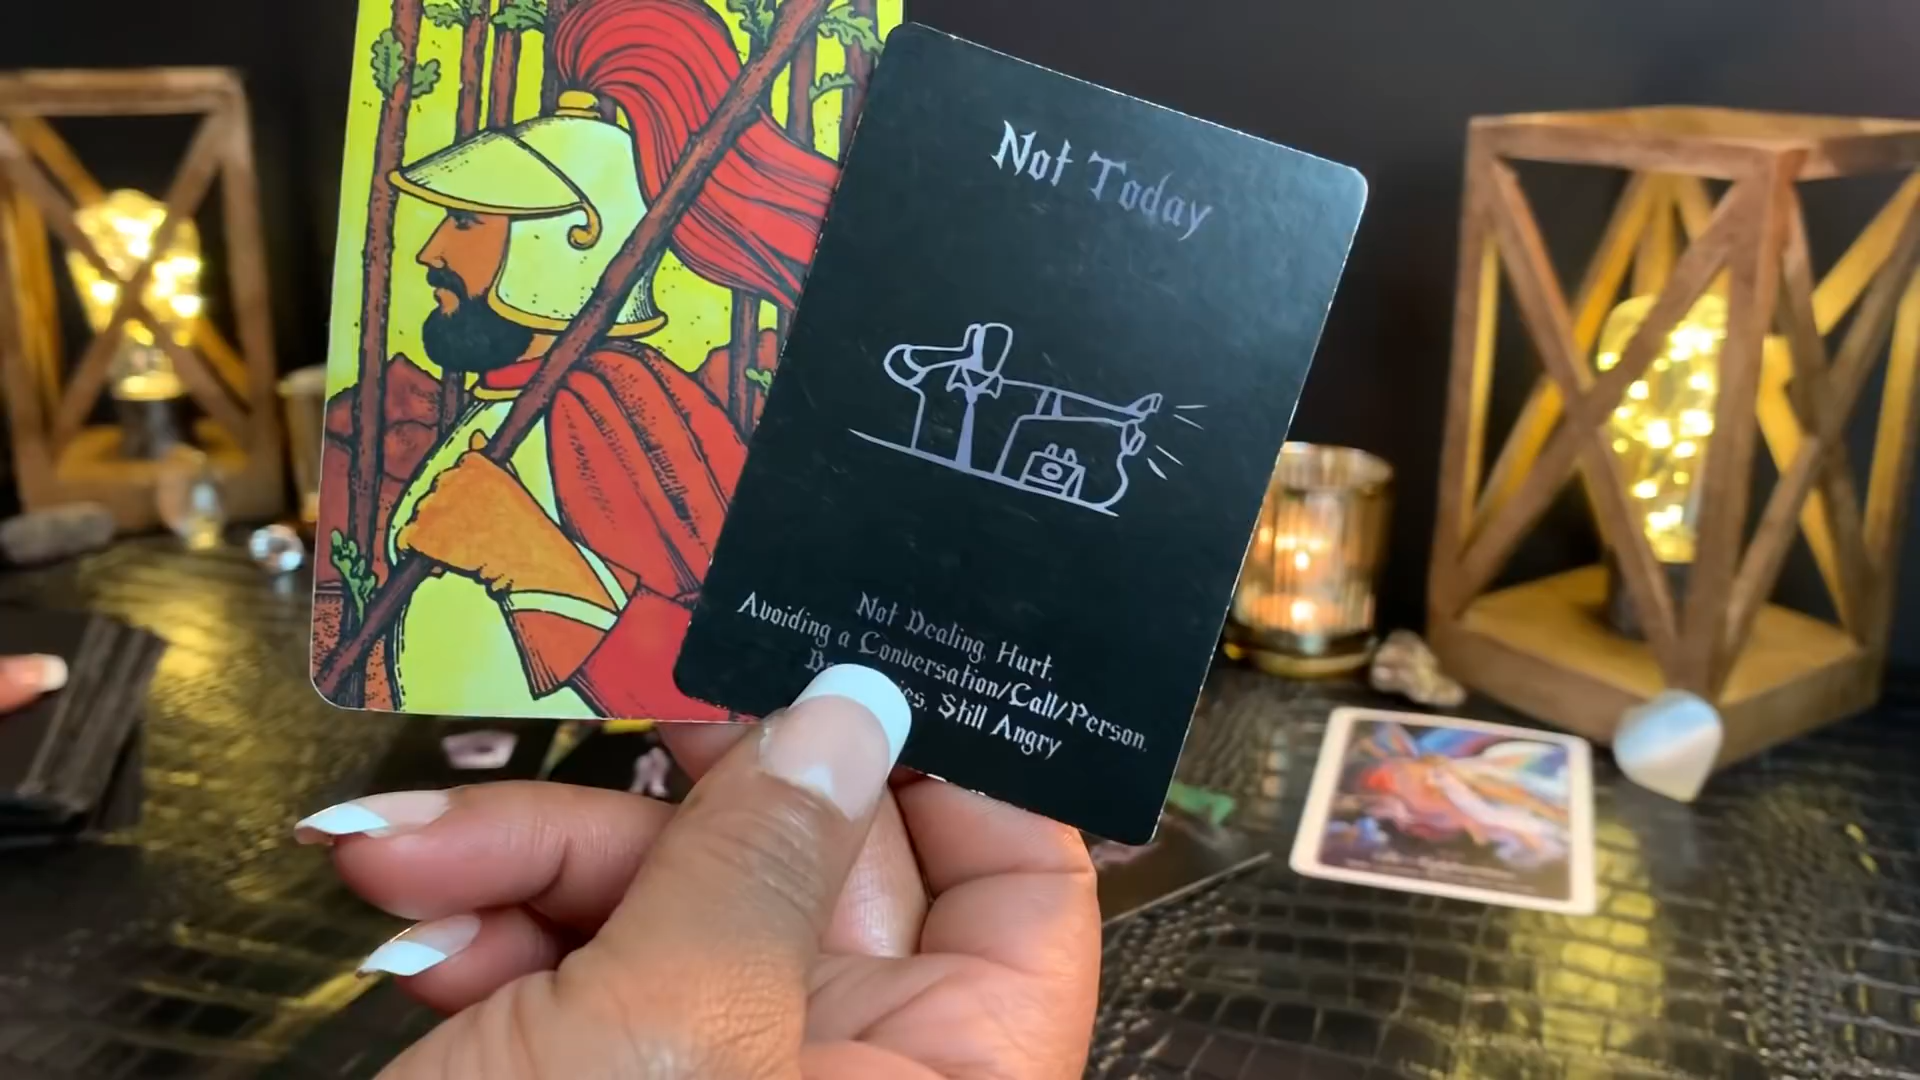 Not Today
Not Dealing, Hurt,
Avoiding a Conversation/Call/Person,
Still Angry